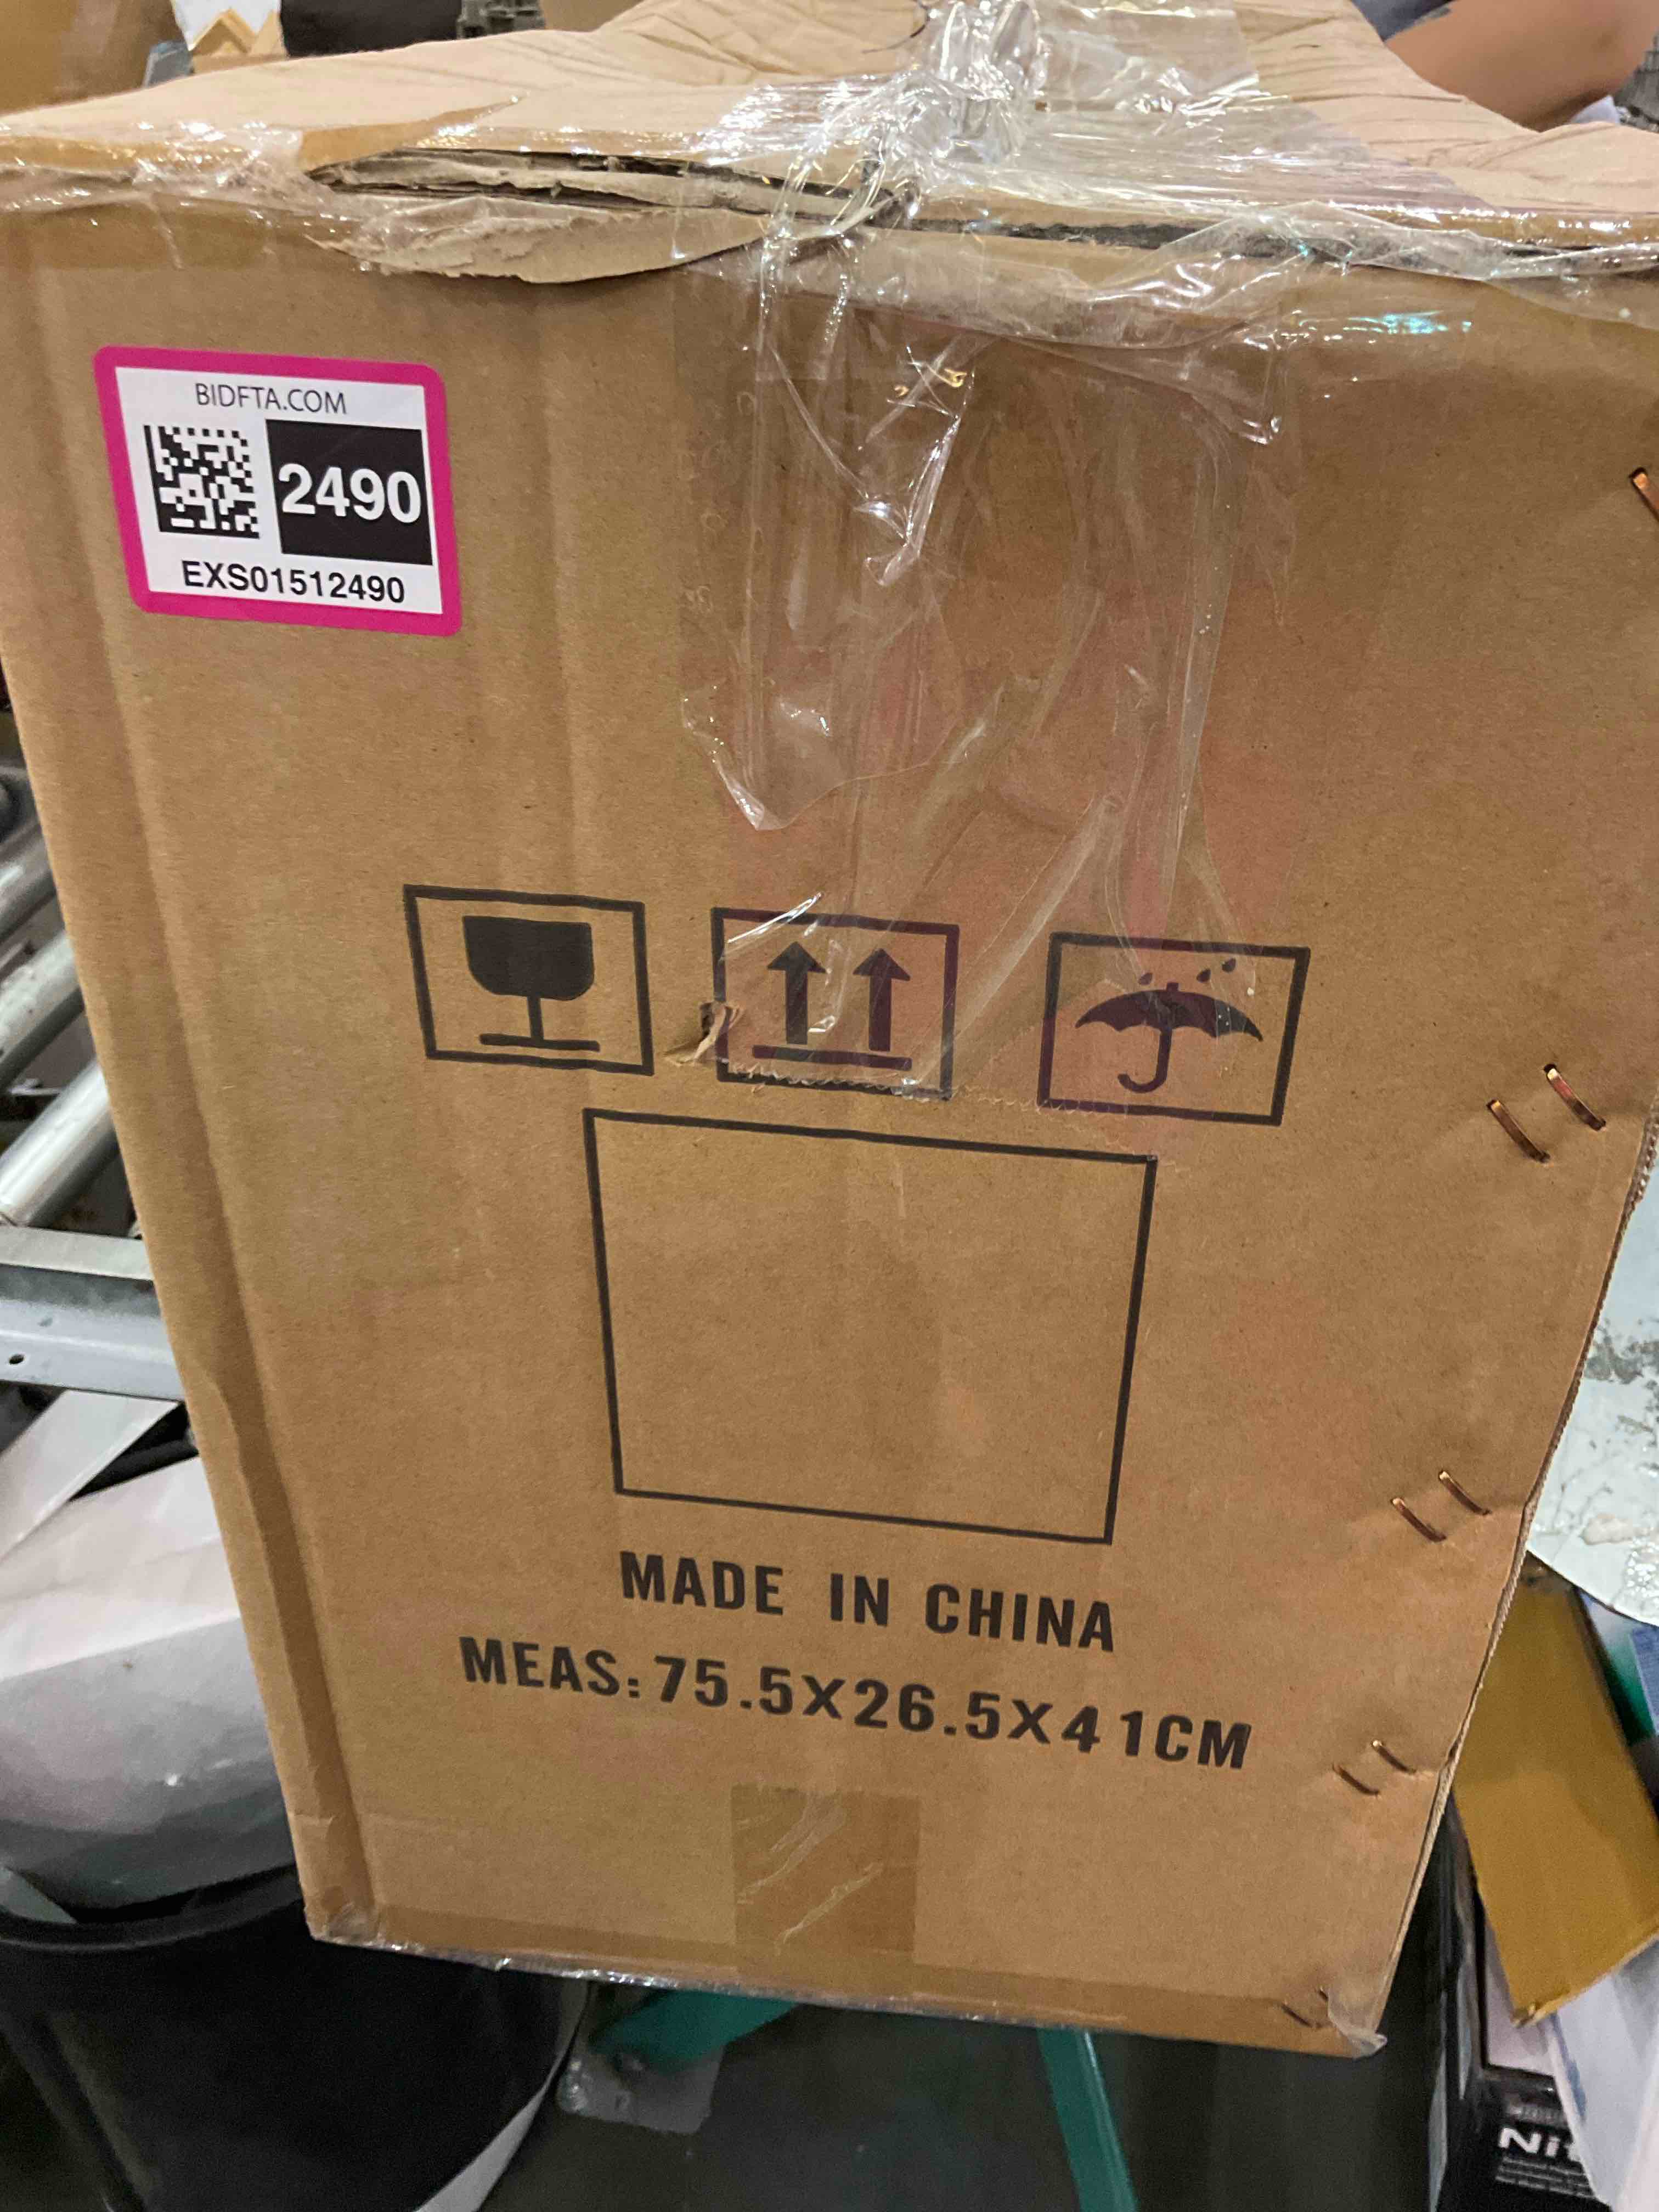 BIDFTA.COM
2490
EXS01512490
MADE IN CHINA
MEAS: 75.5X26.5X41CM